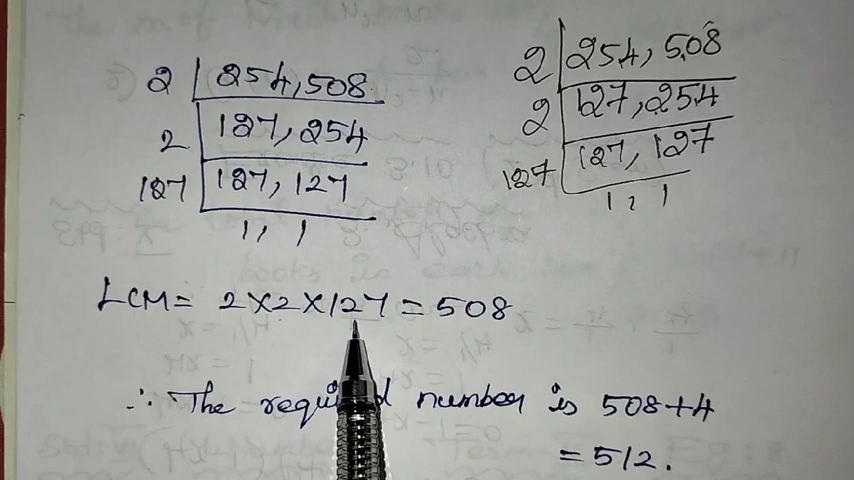 2 | 254, 508
2 | 127, 254
127 | 127, 127
1, 1
2 | 254, 508
2 | 127, 254
127 | 127, 127
1, 1
LCM = 2 X 2 X 127 = 508
∴ The required number is 508+4
= 512.